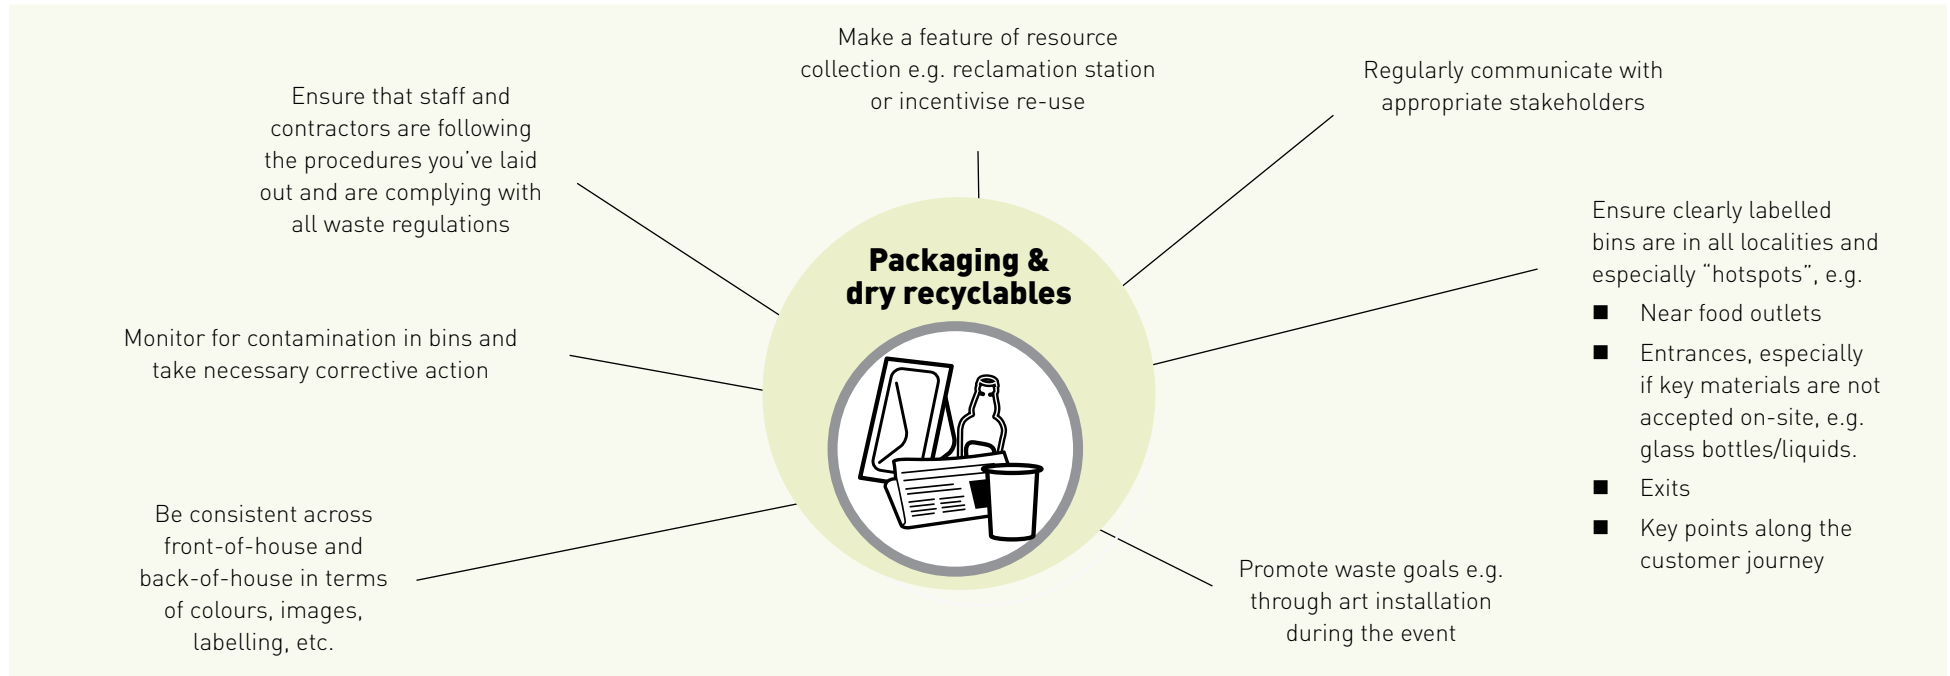 Make a feature of resource
collection e.g. reclamation station
or incentivise re-use
Regularly communicate with
appropriate stakeholders
Ensure that staff and
contractors are following
the procedures you’ve laid
out and are complying with
all waste regulations
Ensure clearly labelled
bins are in all localities and
especially “hotspots”, e.g.
■ Near food outlets
■ Entrances, especially
if key materials are not
accepted on-site, e.g.
glass bottles/liquids.
■ Exits
■ Key points along the
customer journey
Packaging &
dry recyclables
Monitor for contamination in bins and
take necessary corrective action
Be consistent across
front-of-house and
back-of-house in terms
of colours, images,
labelling, etc.
Promote waste goals e.g.
through art installation
during the event